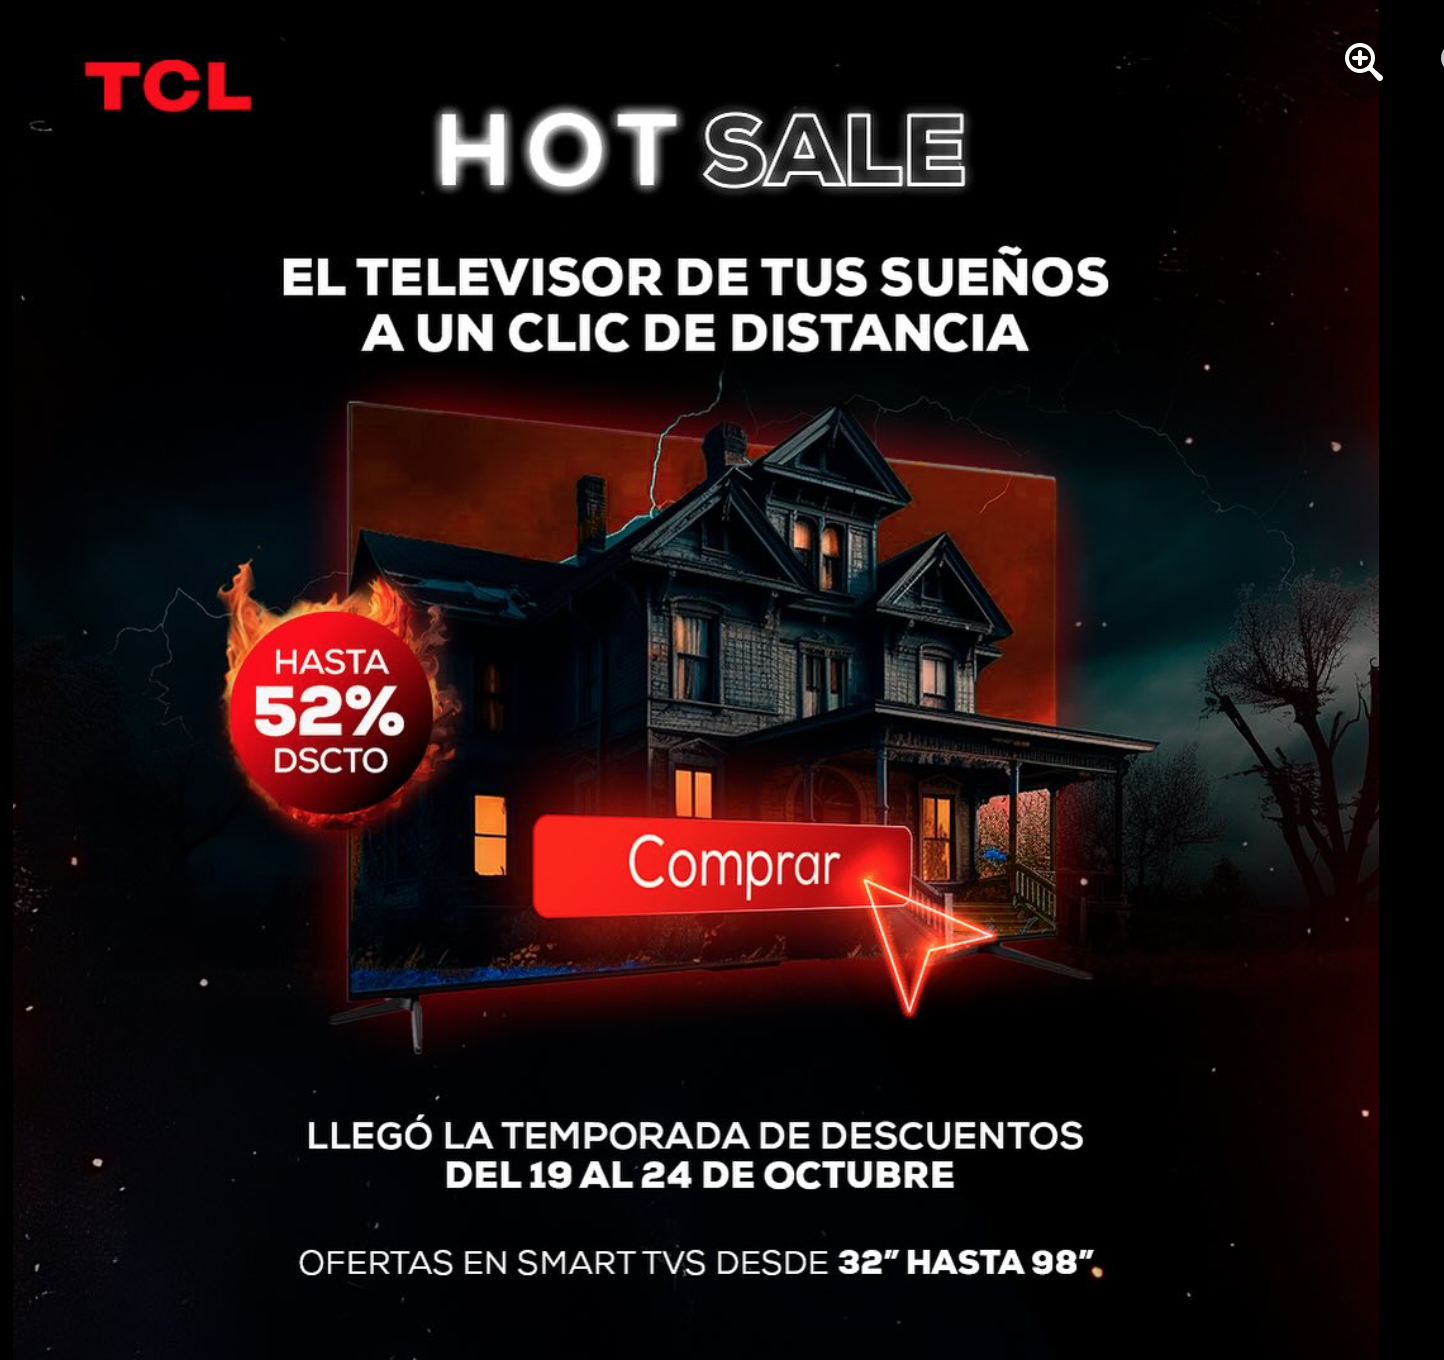 TCL
HOT SALE
EL TELEVISOR DE TUS SUEÑOS
A UN CLIC DE DISTANCIA
HASTA
52%
DSCTO
Comprar
LLEGÓ LA TEMPORADA DE DESCUENTOS
DEL 19 AL 24 DE OCTUBRE
OFERTAS EN SMART TVS DESDE 32” HASTA 98”.